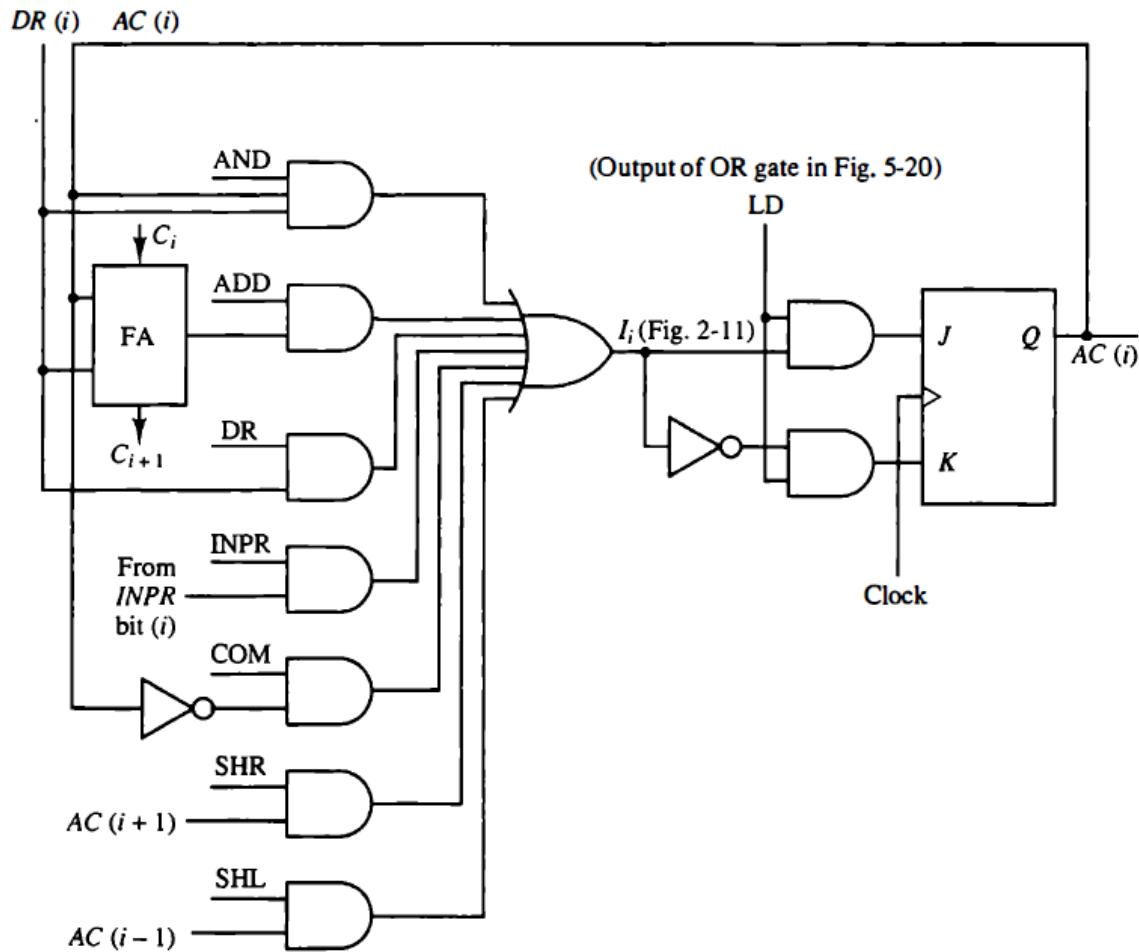 DR (i) AC (i)
AND
(Output of OR gate in Fig. 5-20)
LD
C_i
ADD
FA
I_i (Fig. 2-11)
J
Q
AC (i)
DR
C_{i+1}
K
INPR
From
INPR
bit (i)
Clock
COM
SHR
AC (i + 1)
SHL
AC (i − 1)